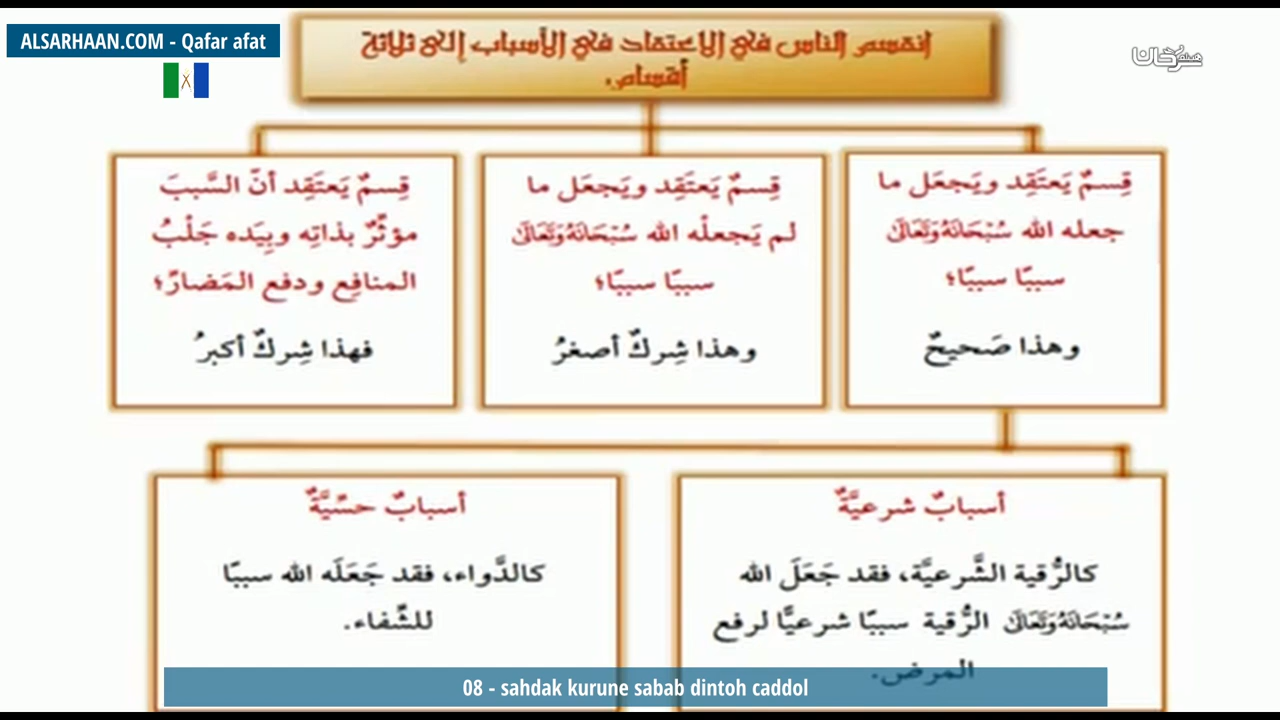 ALSARHAAN.COM - Qafar afat
انقسم الناس في الاعتقاد في الأسباب إلى ثلاثة
أقسام.
قِسمٌ يَعتَقِد ويَجعَل ما
جعله الله سُبْحَانَهُ وَتَعَالَىٰ
سببًا سببًا؛
وهذا صَحيحٌ
قِسمٌ يَعتَقِد ويَجعَل ما
لم يَجعلْه الله سُبْحَانَهُ وَتَعَالَىٰ
سببًا سببًا؛
وهذا شِركٌ أصغرُ
قِسمٌ يَعتَقِد أنّ السَّببَ
مؤثِّرٌ بذاتِه وبِيَده جَلْبُ
المنافِع ودفع المَضارّ؛
فهذا شِركٌ أكبرُ
أسبابٌ شرعيَّةٌ
كالرُّقية الشَّرعيَّة، فقد جَعَلَ الله
سُبْحَانَهُ وَتَعَالَىٰ الرُّقية سببًا شرعيًّا لرفع
المرض.
أسبابٌ حسّيَّةٌ
كالدَّواء، فقد جَعَلَه الله سببًا
للشِّفاء.
08 - sahdak kurune sabab dintoh caddol